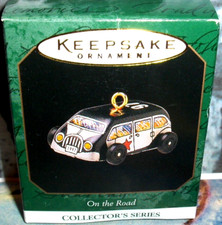 KEEPSAKE
ORNAMENT
On the Road
COLLECTOR'S SERIES